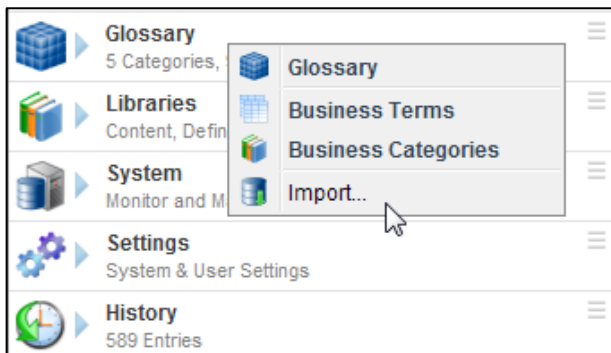 Glossary
5 Categories,
Glossary
Libraries
Content, Defin
Business Terms
Business Categories
System
Monitor and M
Import...
Settings
System & User Settings
History
589 Entries